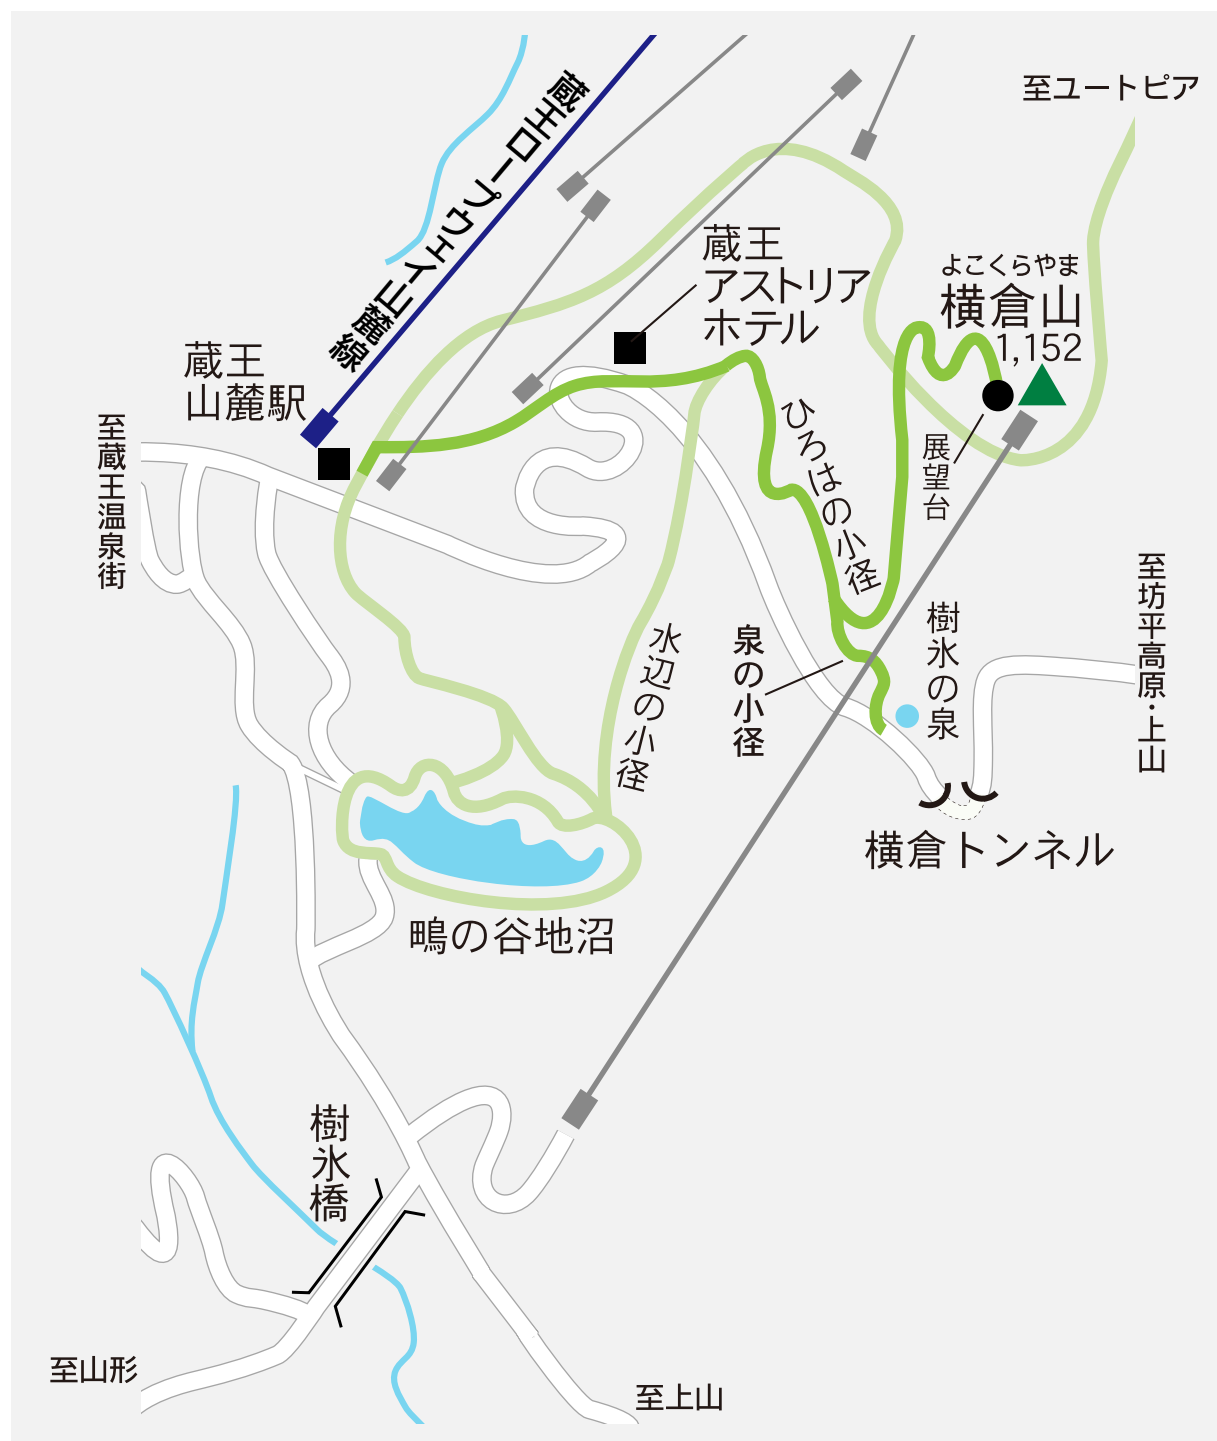 至ユートピア
蔵王ロープウェイ山麓線
蔵王
アストリア
ホテル
よこくらやま
横倉山
1,152
蔵王
山麓駅
至蔵王温泉街
ひろはの小径
展望台
至坊平高原・上山
樹氷の泉
泉の小径
水辺の小径
横倉トンネル
鴫の谷地沼
樹氷橋
至山形
至上山